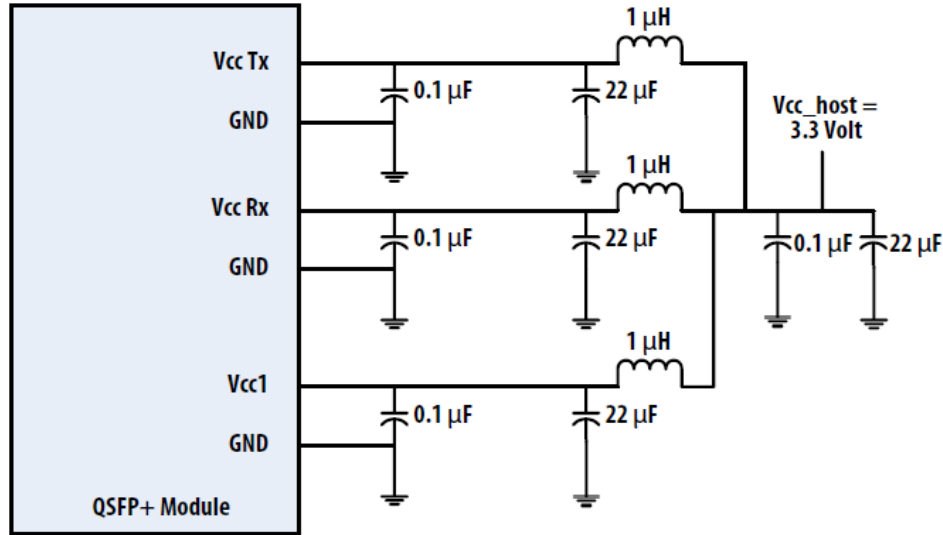 1 μH
Vcc Tx
0.1 μF
22 μF
Vcc_host =
3.3 Volt
GND
1 μH
Vcc Rx
0.1 μF
22 μF
0.1 μF
22 μF
GND
1 μH
Vcc1
0.1 μF
22 μF
GND
QSFP+ Module